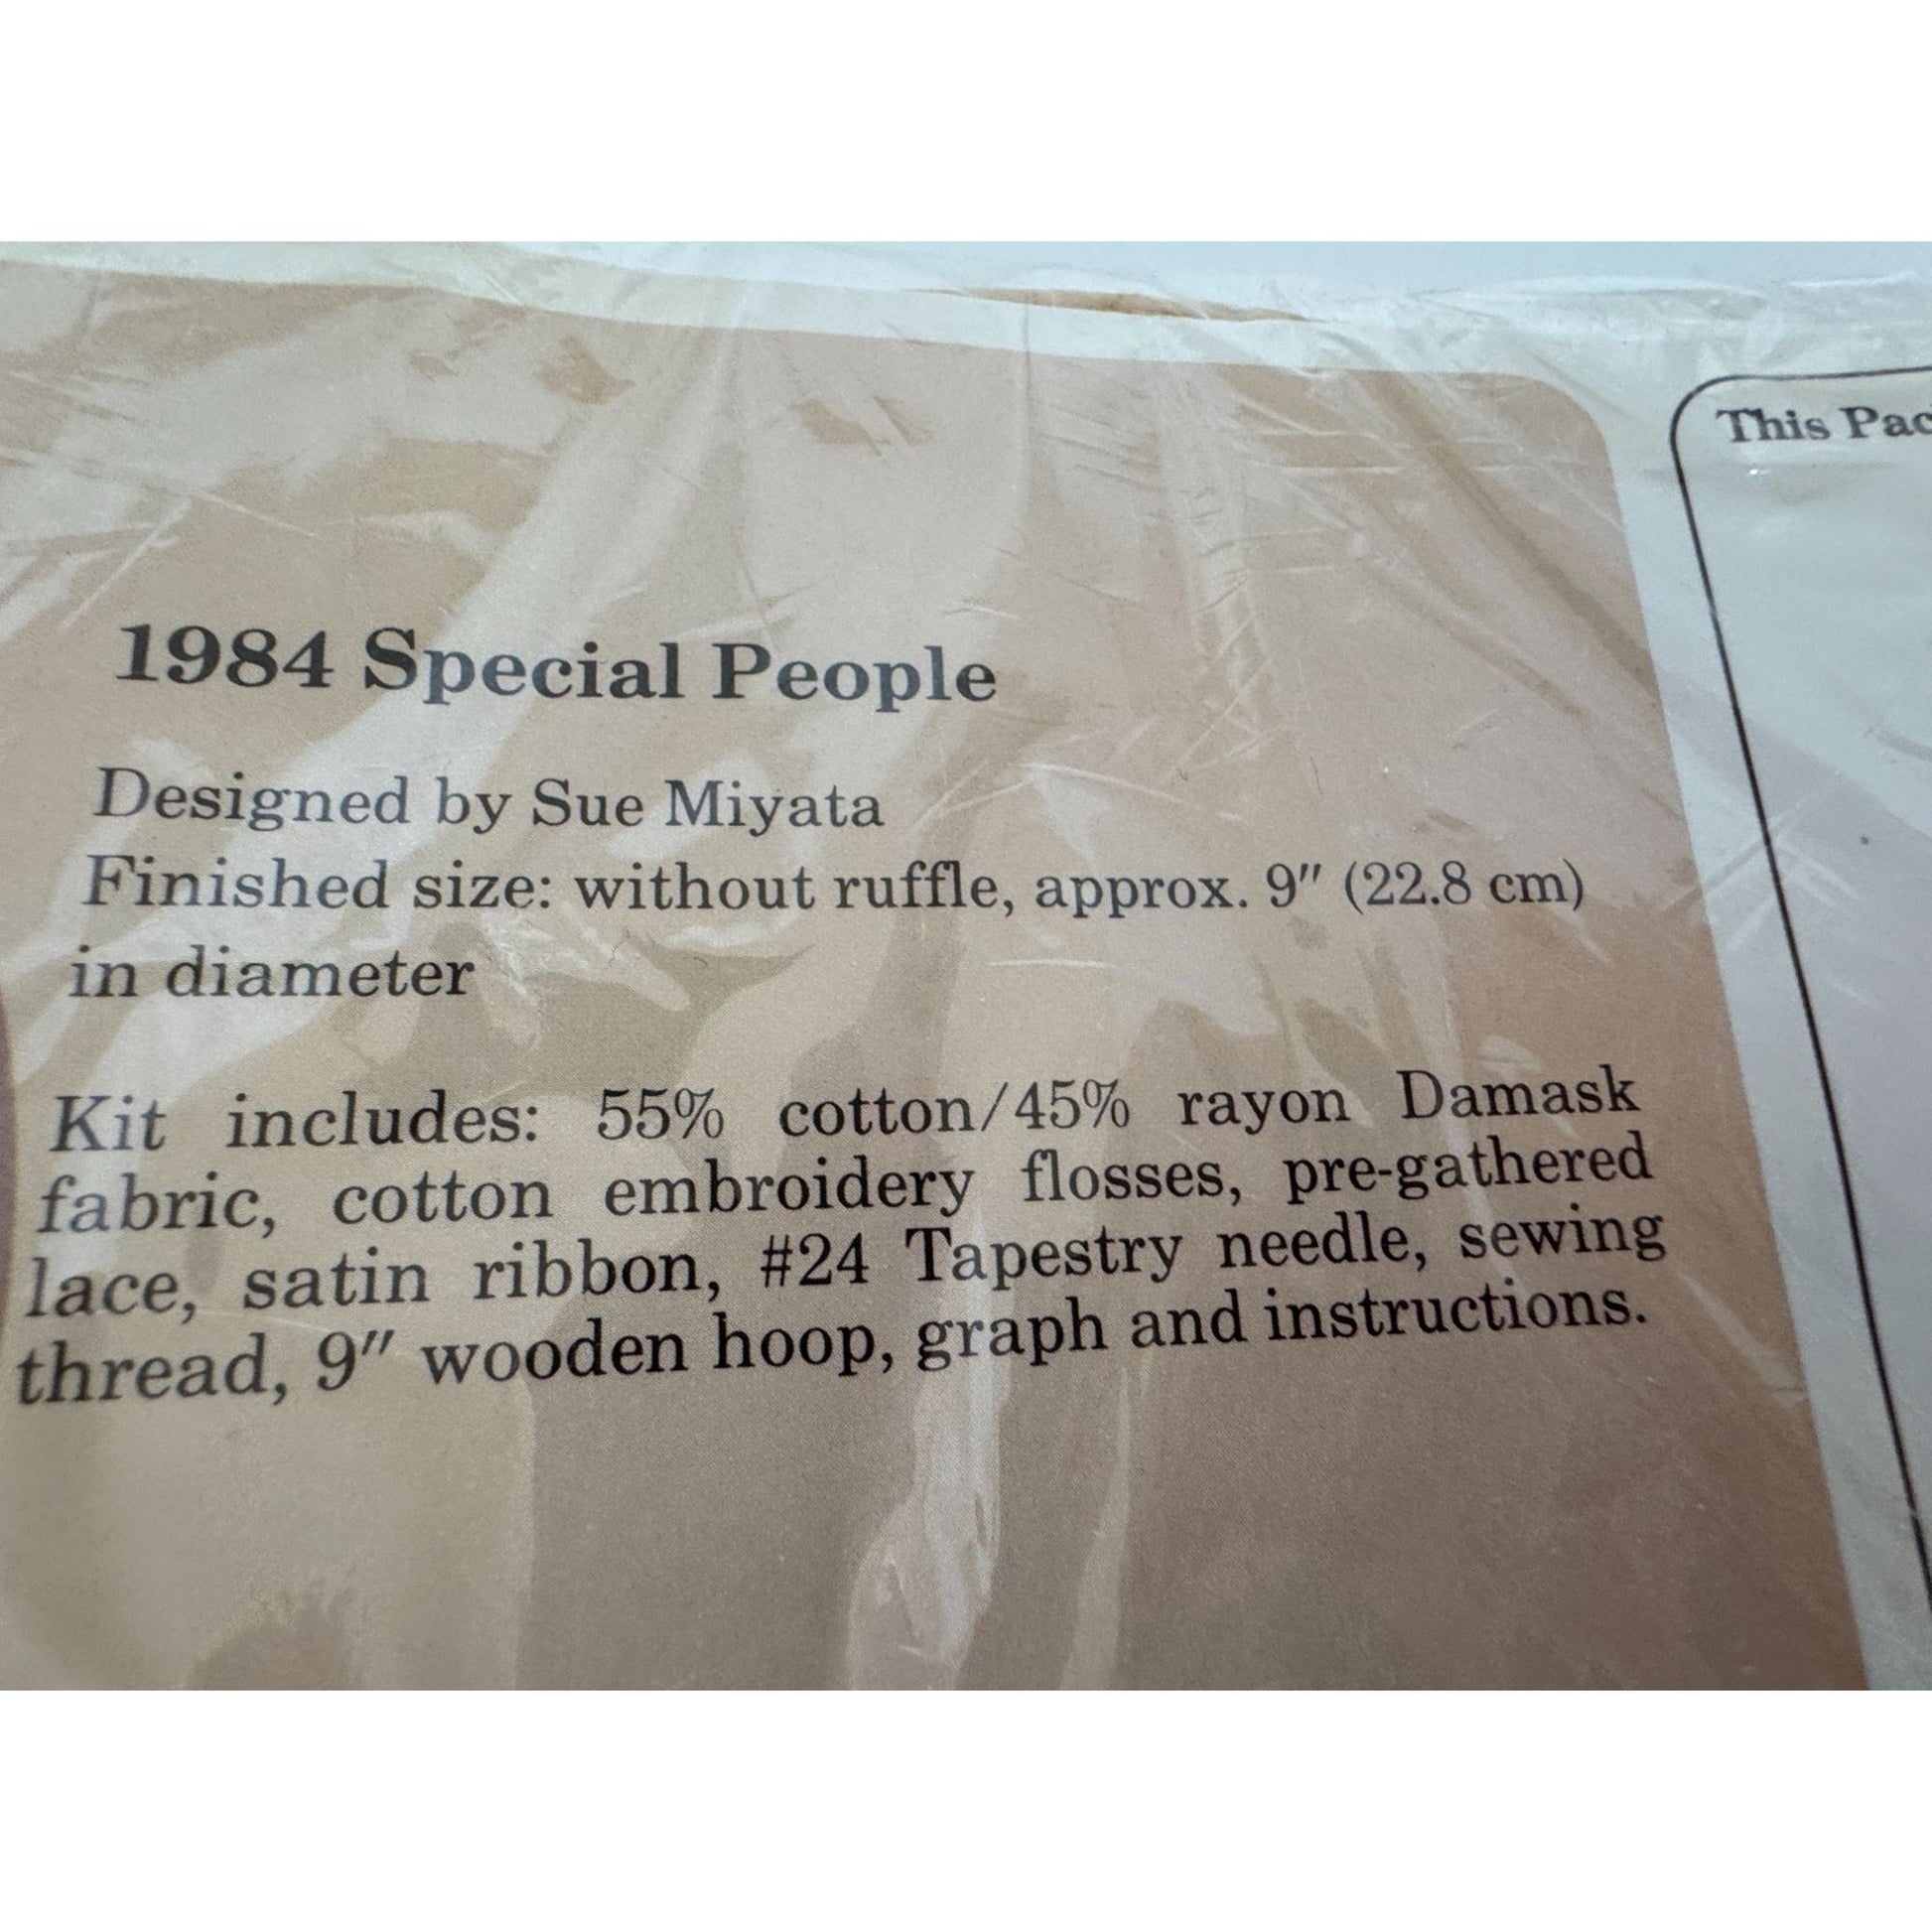 This Pac
1984 Special People
Designed by Sue Miyata
Finished size: without ruffle, approx. 9″ (22.8 cm)
in diameter
Kit includes: 55% cotton/45% rayon Damask
fabric, cotton embroidery flosses, pre-gathered
lace, satin ribbon, #24 Tapestry needle, sewing
thread, 9″ wooden hoop, graph and instructions.